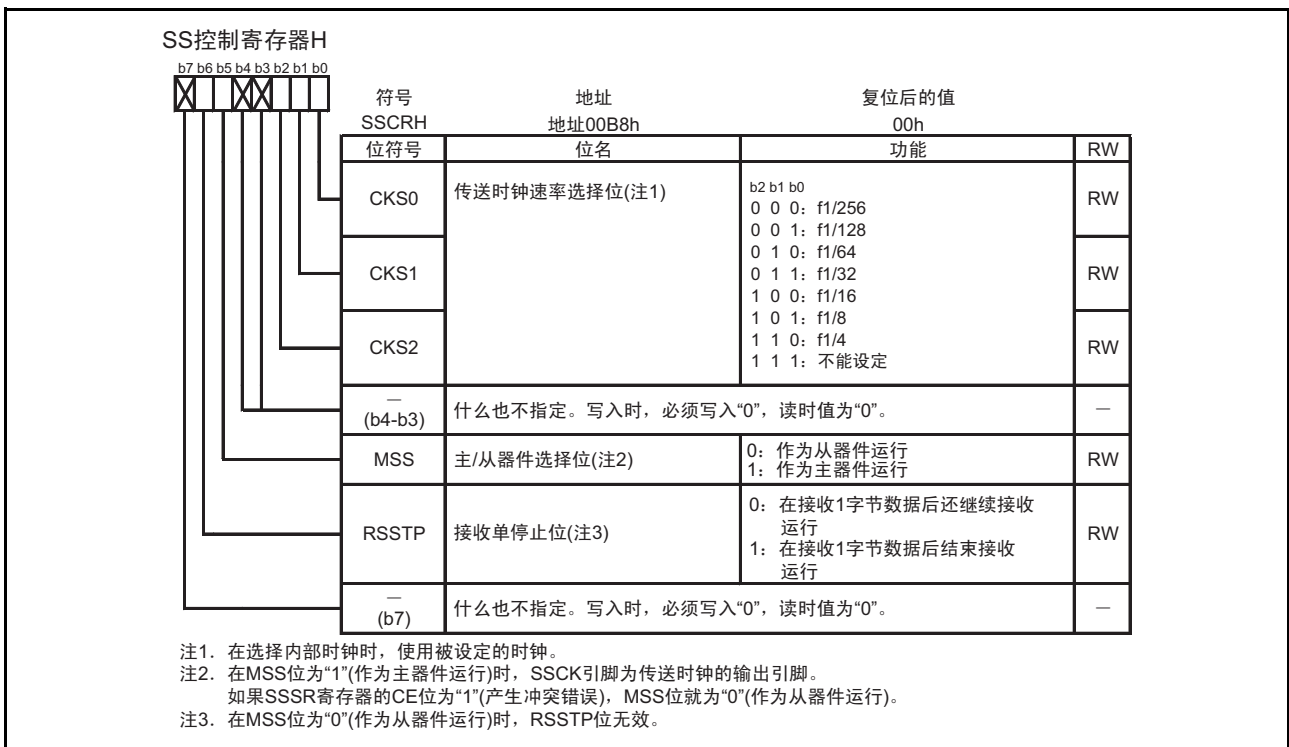 SS控制寄存器H
b7 b6 b5 b4 b3 b2 b1 b0
符号 地址 复位后的值
SSCRH 地址00B8h 00h
位符号 位名 功能 RW
CKS0 传送时钟速率选择位(注1) RW
CKS1 RW
CKS2 RW
b2 b1 b0
0 0 0：f1/256
0 0 1：f1/128
0 1 0：f1/64
0 1 1：f1/32
1 0 0：f1/16
1 0 1：f1/8
1 1 0：f1/4
1 1 1：不能设定
—
(b4-b3) 什么也不指定。写入时，必须写入“0”，读时值为“0”。 —
MSS 主/从器件选择位(注2) RW
0：作为从器件运行
1：作为主器件运行
RSSTP 接收单停止位(注3) RW
0：在接收1字节数据后还继续接收
运行
1：在接收1字节数据后结束接收
运行
—
(b7) 什么也不指定。写入时，必须写入“0”，读时值为“0”。 —
注1. 在选择内部时钟时，使用被设定的时钟。
注2. 在MSS位为“1”(作为主器件运行)时，SSCK引脚为传送时钟的输出引脚。
如果SSSR寄存器的CE位为“1”(产生冲突错误)，MSS位就为“0”(作为从器件运行)。
注3. 在MSS位为“0”(作为从器件运行)时，RSSTP位无效。